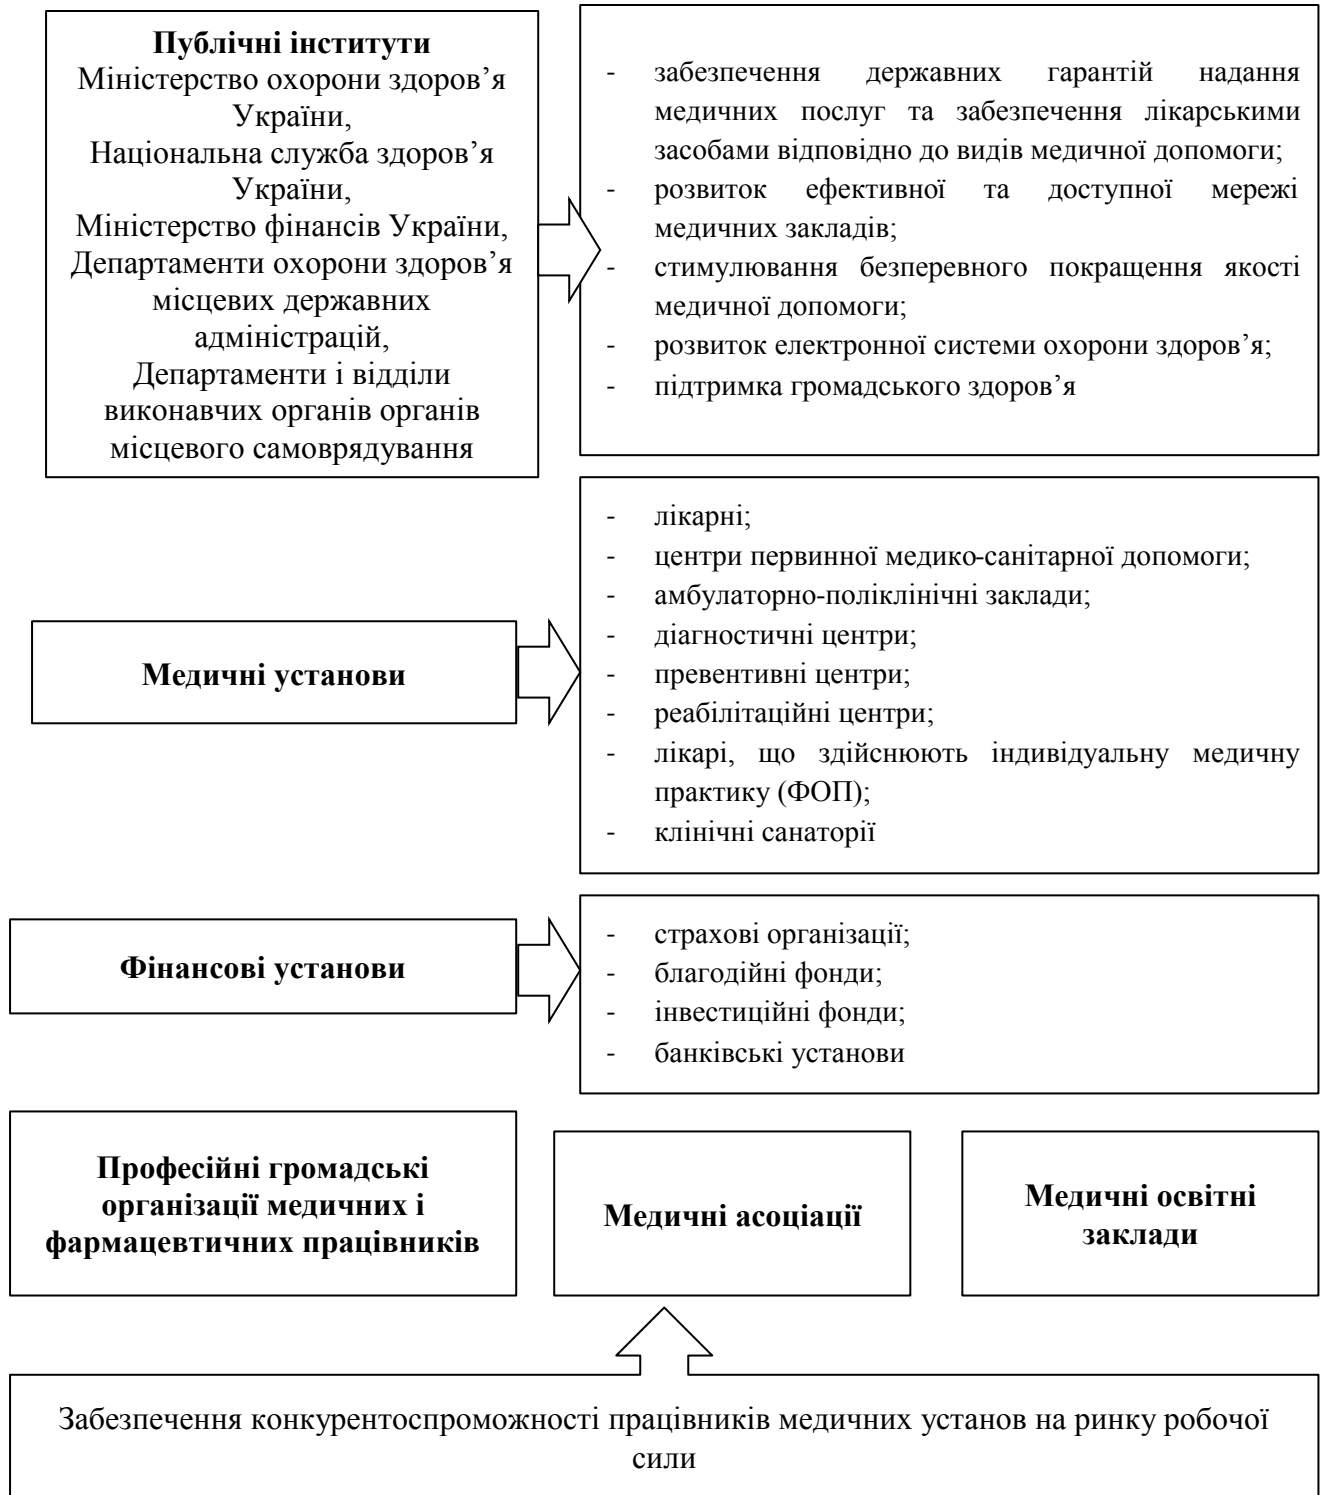 Публічні інститути
Міністерство охорони здоров’я
України,
Національна служба здоров’я
України,
Міністерство фінансів України,
Департаменти охорони здоров’я
місцевих державних
адміністрацій,
Департаменти і відділи
виконавчих органів органів
місцевого самоврядування
- забезпечення державних гарантій надання
медичних послуг та забезпечення лікарськими
засобами відповідно до видів медичної допомоги;
- розвиток ефективної та доступної мережі
медичних закладів;
- стимулювання безперевного покращення якості
медичної допомоги;
- розвиток електронної системи охорони здоров’я;
- підтримка громадського здоров’я
Медичні установи
- лікарні;
- центри первинної медико-санітарної допомоги;
- амбулаторно-поліклінічні заклади;
- діагностичні центри;
- превентивні центри;
- реабілітаційні центри;
- лікарі, що здійснюють індивідуальну медичну
практику (ФОП);
- клінічні санаторії
Фінансові установи
- страхові організації;
- благодійні фонди;
- інвестиційні фонди;
- банківські установи
Професійні громадські
організації медичних і
фармацевтичних працівників
Медичні асоціації
Медичні освітні
заклади
Забезпечення конкурентоспроможності працівників медичних установ на ринку робочої
сили